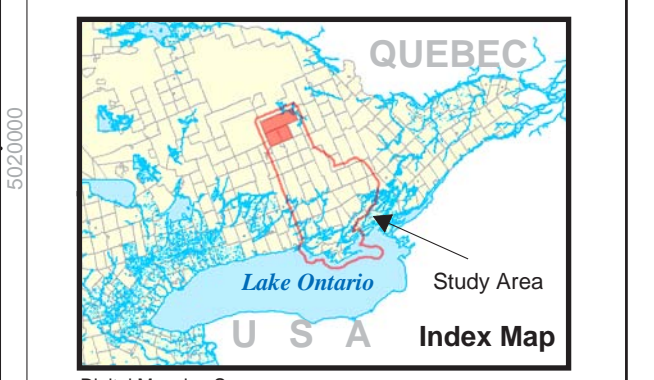 QUEBEC
5020000
Lake Ontario
Study Area
U S A
Index Map